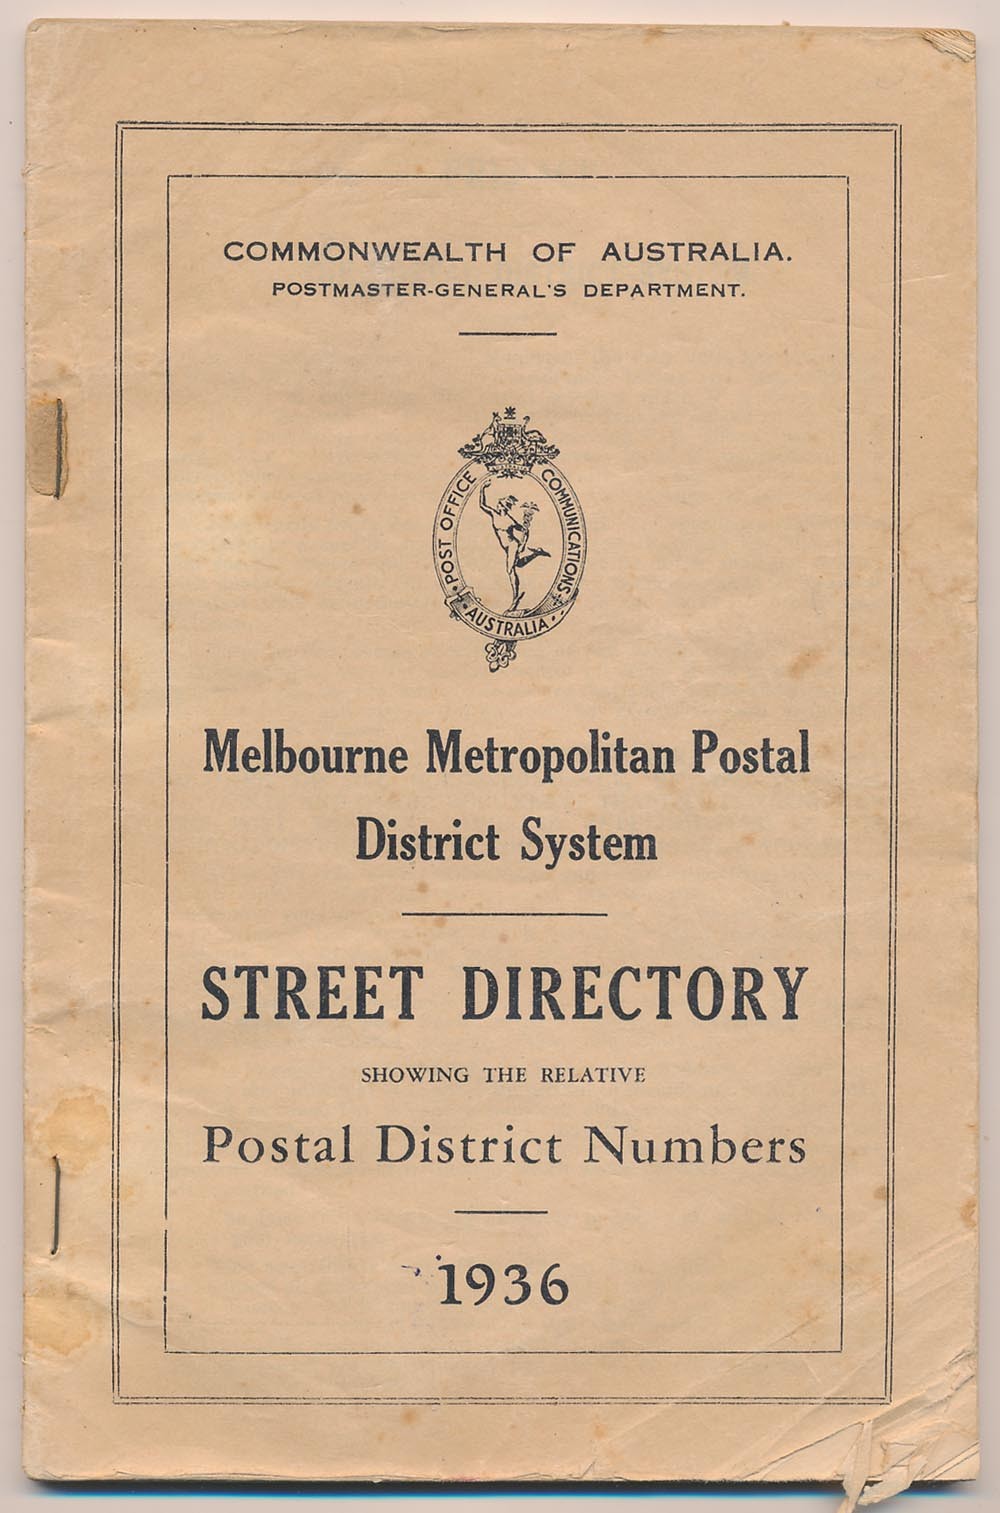 COMMONWEALTH OF AUSTRALIA.
POSTMASTER-GENERAL'S DEPARTMENT.
POST OFFICE COMMUNICATIONS
AUSTRALIA
Melbourne Metropolitan Postal
District System
STREET DIRECTORY
SHOWING THE RELATIVE
Postal District Numbers
1936